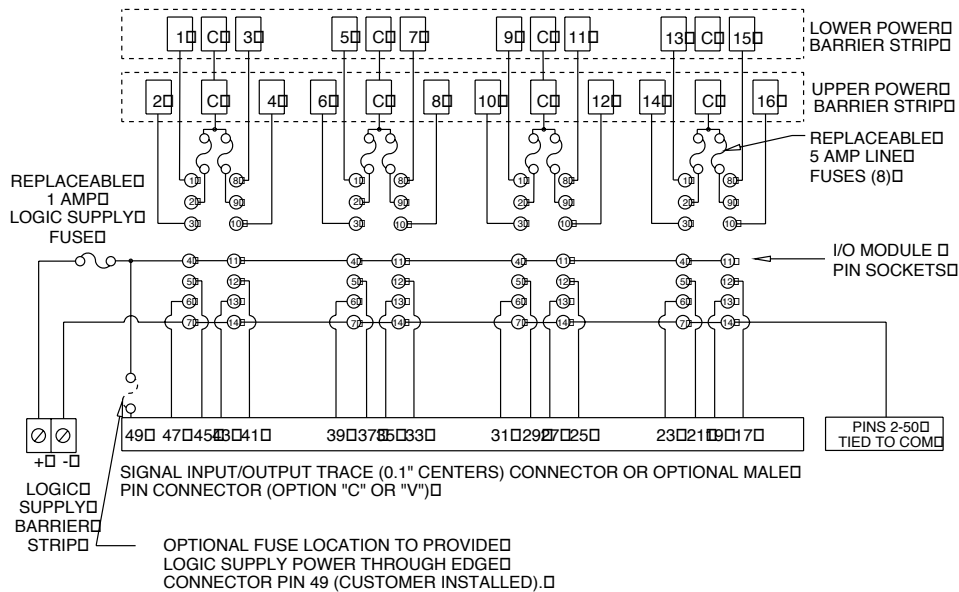 1 C 3 5 C 7 9 C 11 13 C 15
LOWER POWER
BARRIER STRIP
2 C 4 6 C 8 10 C 12 14 C 16
UPPER POWER
BARRIER STRIP
REPLACEABLE
5 AMP LINE
FUSES (8)
REPLACEABLE
1 AMP
LOGIC SUPPLY
FUSE
1 8 1 8 1 8 1 8
2 9 2 9 2 9 2 9
3 10 3 10 3 10 3 10
I/O MODULE
PIN SOCKETS
4 11 4 11 4 11 4 11
5 12 5 12 5 12 5 12
6 13 6 13 6 13 6 13
7 14 7 14 7 14 7 14
49 47 45 43 41 39 37 35 33 31 29 27 25 23 21 19 17
PINS 2-50
TIED TO COM
+ -
SIGNAL INPUT/OUTPUT TRACE (0.1" CENTERS) CONNECTOR OR OPTIONAL MALE
PIN CONNECTOR (OPTION "C" OR "V")
LOGIC
SUPPLY
BARRIER
STRIP
OPTIONAL FUSE LOCATION TO PROVIDE
LOGIC SUPPLY POWER THROUGH EDGE
CONNECTOR PIN 49 (CUSTOMER INSTALLED).